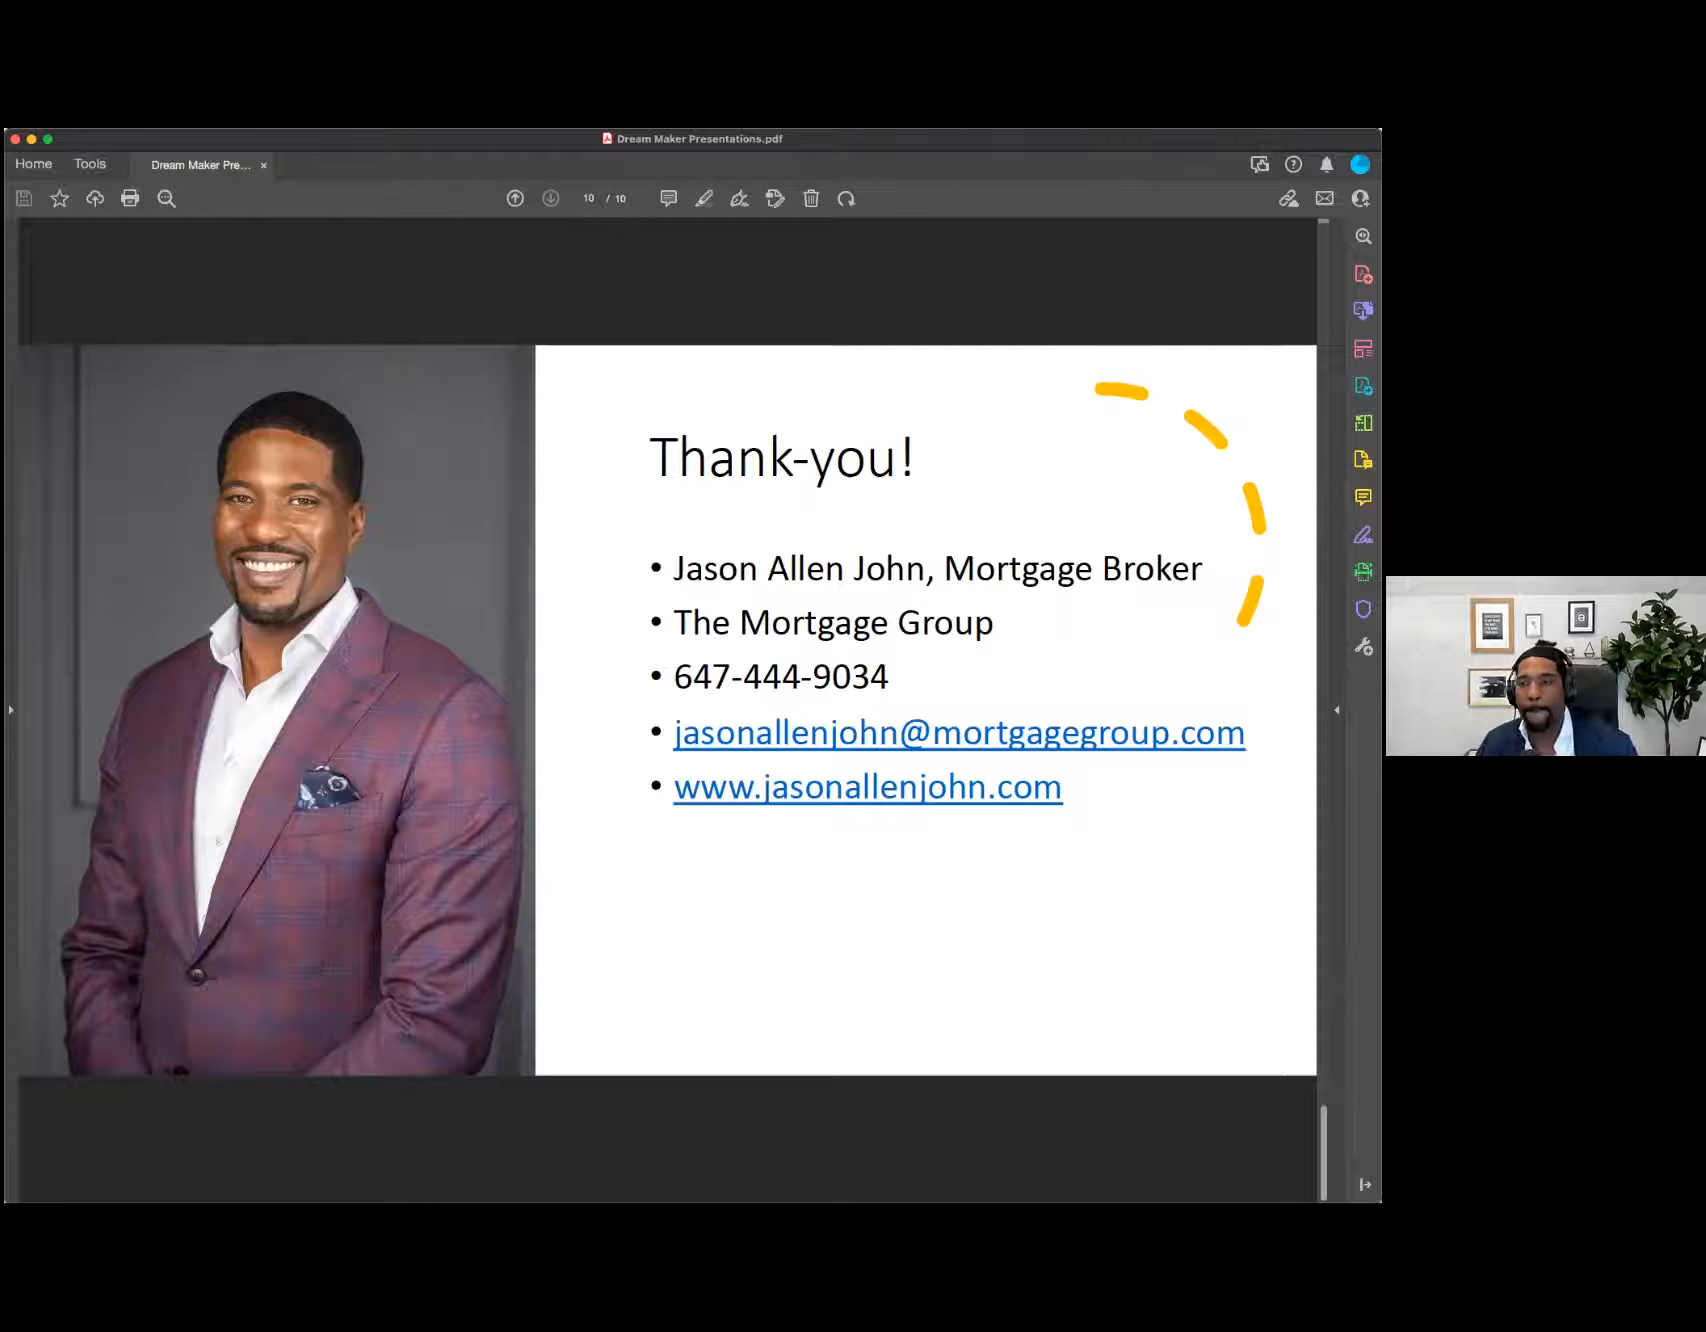 Dream Maker Presentations.pdf
Home Tools Dream Maker Pre... ×
10 / 10
Thank-you!
• Jason Allen John, Mortgage Broker
• The Mortgage Group
• 647-444-9034
• jasonallenjohn@mortgagegroup.com
• www.jasonallenjohn.com